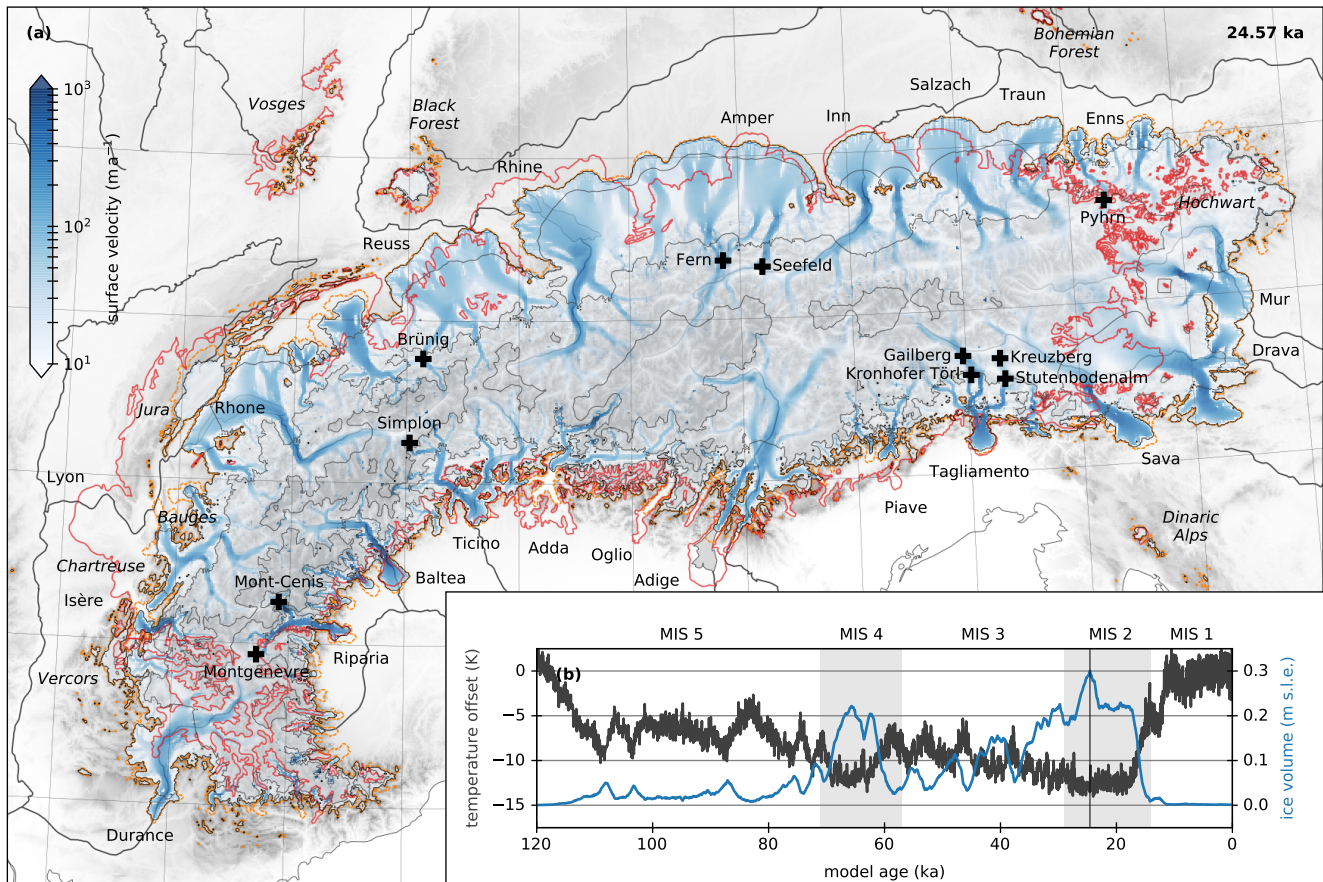 (a)
24.57 ka
Bohemian
Forest
Salzach
Vosges
Black
Forest
Traun
10³
Amper
Inn
Enns
Rhine
surface velocity (m a⁻¹)
Hochwart
Pyhrn
10²
Reuss
Fern
Seefeld
Mur
Brünig
Gailberg
Kreuzberg
Drava
10¹
Kronhofer Törl
Stutenbodenalm
Jura
Rhone
Simplon
Sava
Lyon
Tagliamento
Piave
Bauges
Dinaric
Alps
Ticino
Adda
Oglio
Chartreuse
Adige
Baltea
Mont-Cenis
Isère
Riparia
Montgenèvre
Vercors
Durance
MIS 5
MIS 4
MIS 3
MIS 2
MIS 1
(b)
temperature offset (K)
0
−5
−10
−15
0.3
0.2
0.1
0.0
ice volume (m s.l.e.)
120
100
80
60
40
20
0
model age (ka)